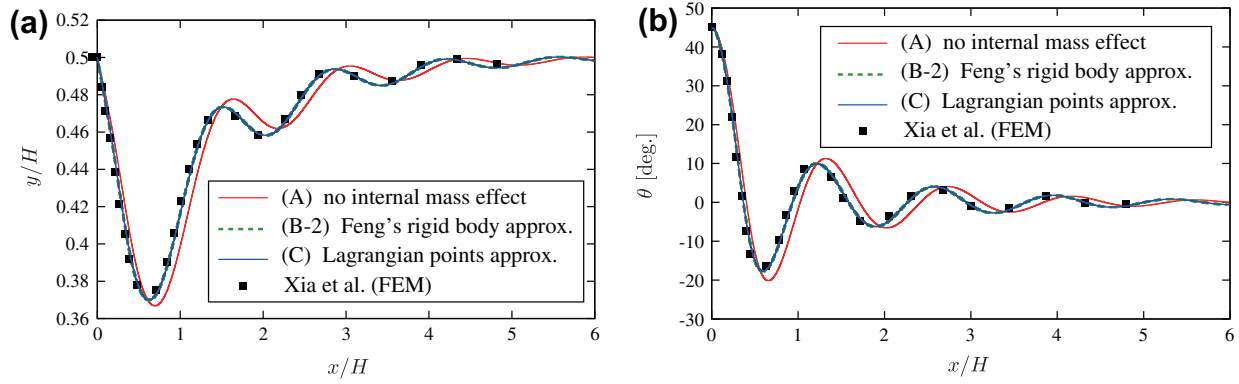 (a)
0.52
0.5
0.48
0.46
0.44
0.42
0.4
0.38
0.36
y/H
0 1 2 3 4 5 6
x/H
(A) no internal mass effect
(B-2) Feng's rigid body approx.
(C) Lagrangian points approx.
Xia et al. (FEM)
(b)
50
40
30
20
10
0
-10
-20
-30
θ [deg.]
0 1 2 3 4 5 6
x/H
(A) no internal mass effect
(B-2) Feng's rigid body approx.
(C) Lagrangian points approx.
Xia et al. (FEM)